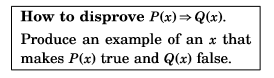 How to disprove P(x) ⇒ Q(x).
Produce an example of an x that
makes P(x) true and Q(x) false.